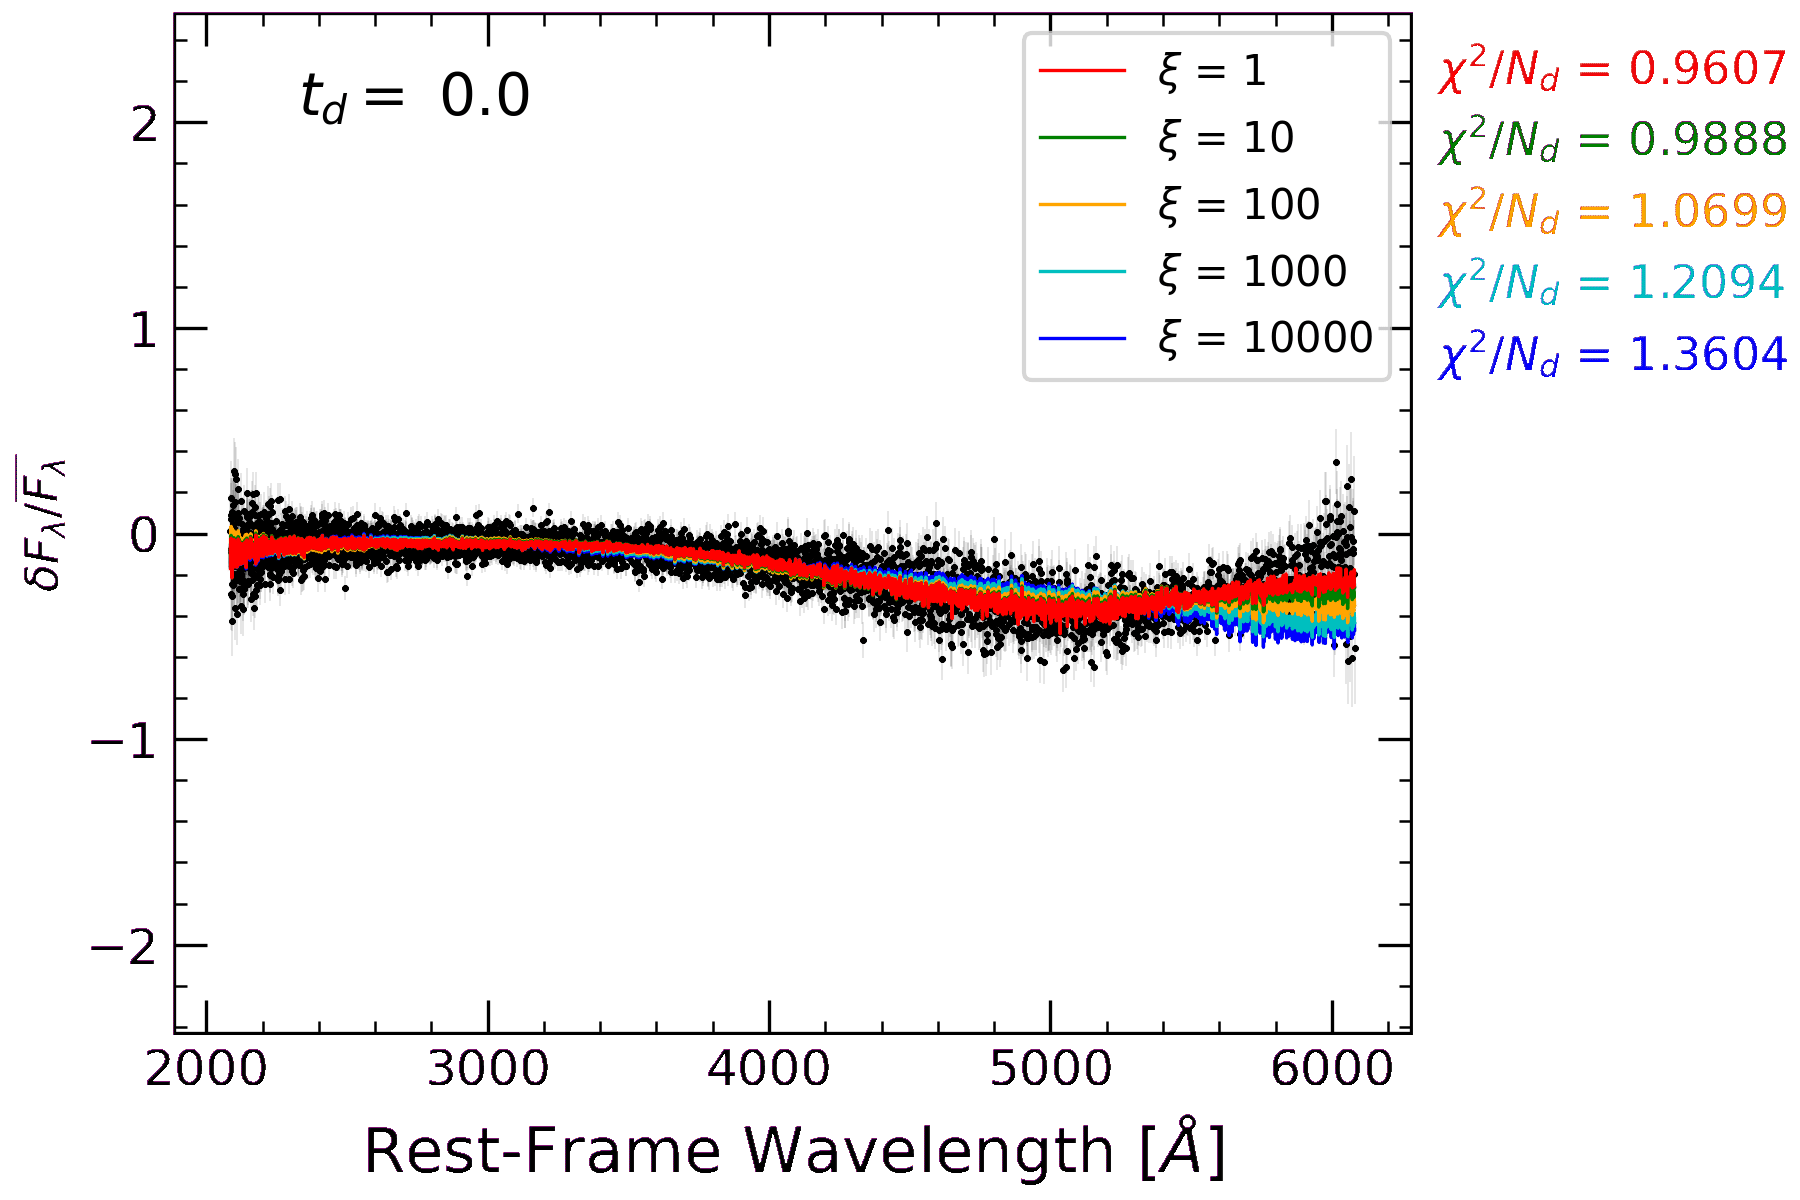 t_d = 0.0
ξ = 1
ξ = 10
ξ = 100
ξ = 1000
ξ = 10000
χ²/N_d = 0.9607
χ²/N_d = 0.9888
χ²/N_d = 1.0699
χ²/N_d = 1.2094
χ²/N_d = 1.3604
2
1
0
−1
−2
δF_λ/F̅_λ
2000 3000 4000 5000 6000
Rest-Frame Wavelength [Å]